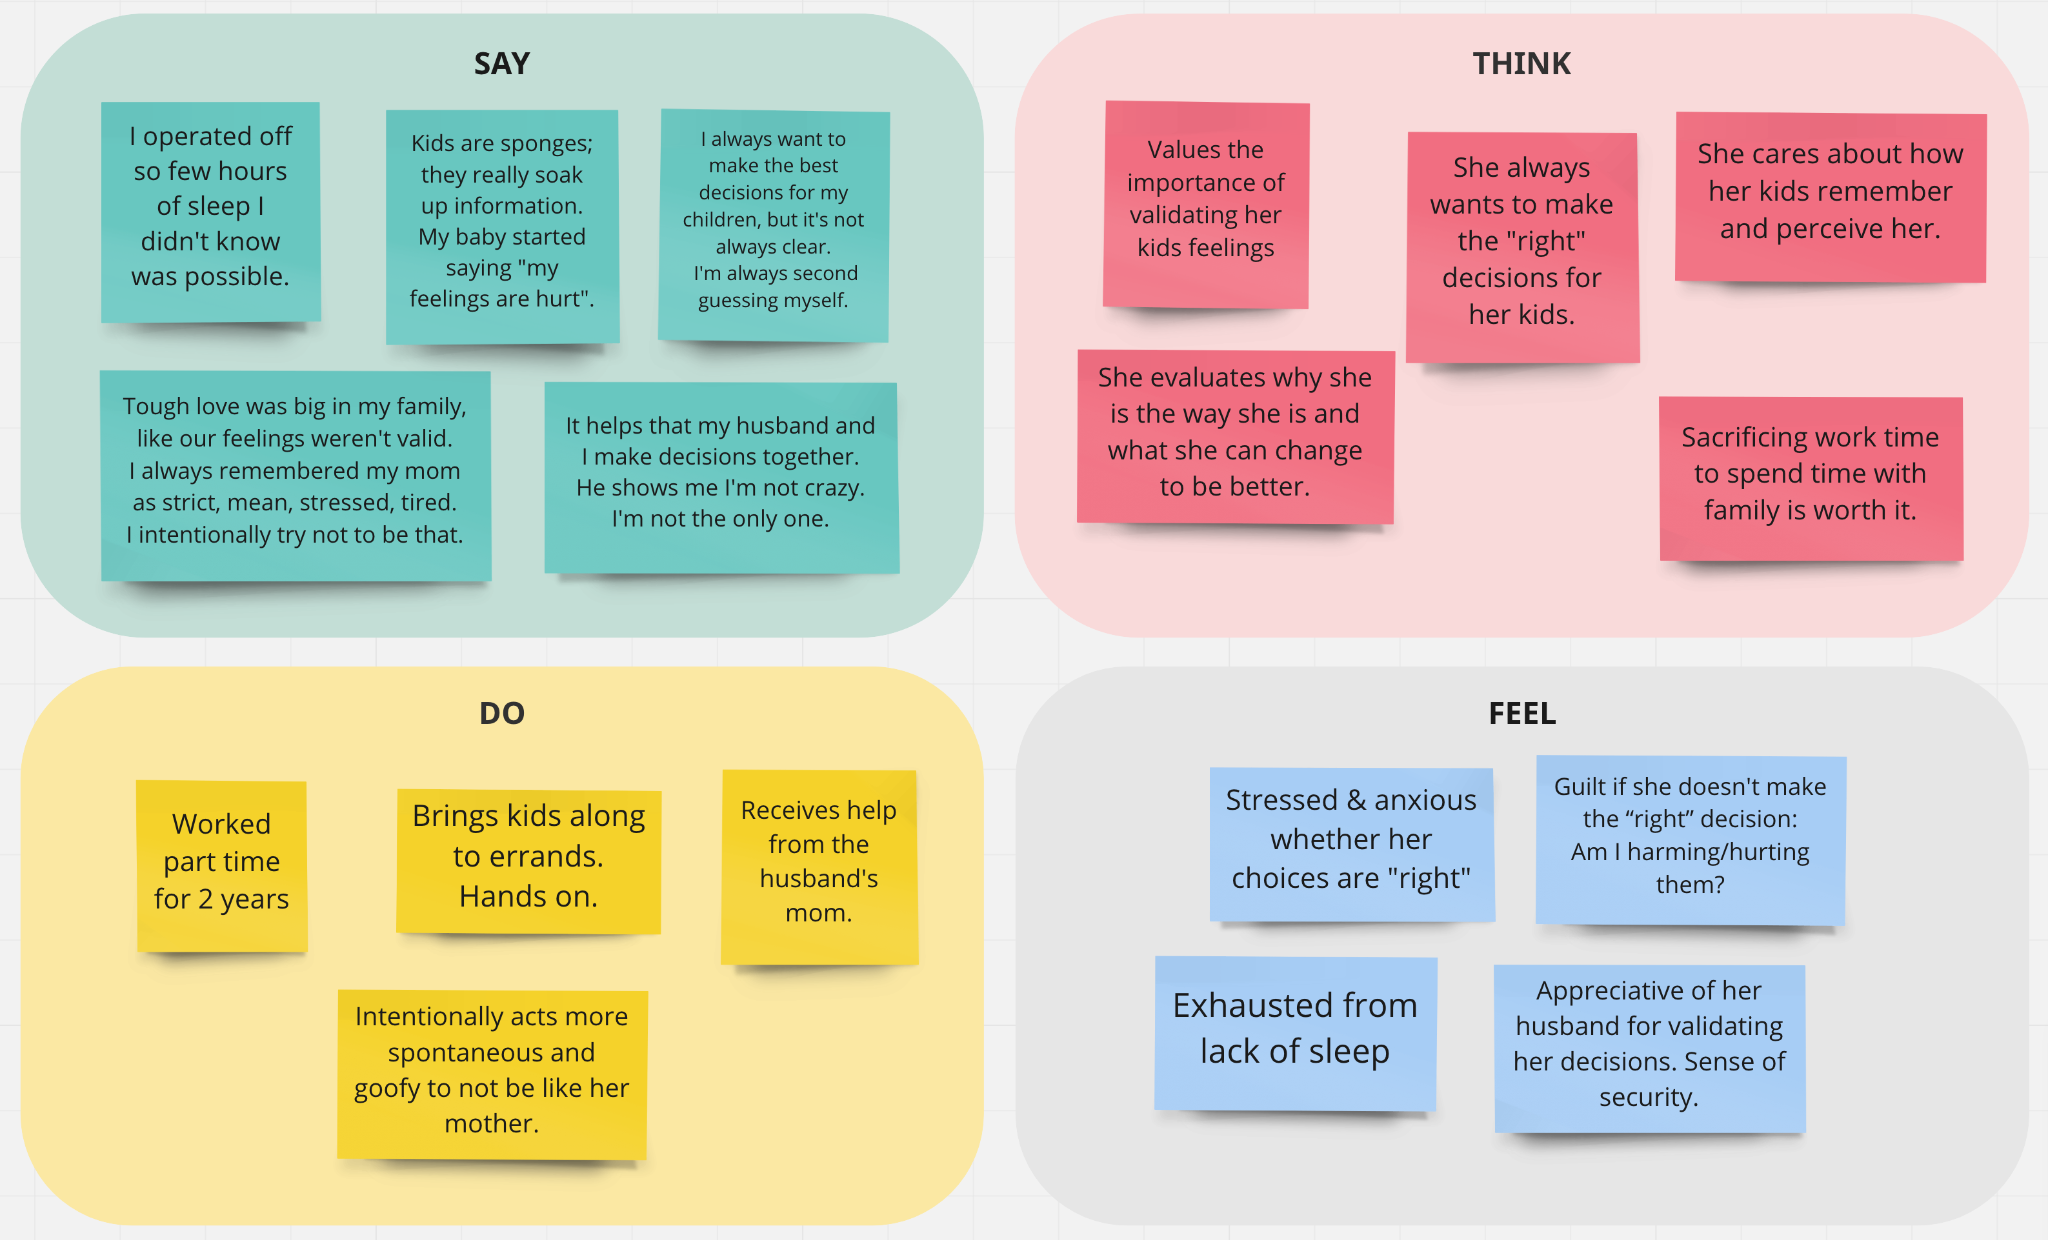 SAY
I operated off
so few hours
of sleep I
didn't know
was possible.
Kids are sponges;
they really soak
up information.
My baby started
saying "my
feelings are hurt".
I always want to
make the best
decisions for my
children, but it's not
always clear.
I'm always second
guessing myself.
Tough love was big in my family,
like our feelings weren't valid.
I always remembered my mom
as strict, mean, stressed, tired.
I intentionally try not to be that.
It helps that my husband and
I make decisions together.
He shows me I'm not crazy.
I'm not the only one.
THINK
Values the
importance of
validating her
kids feelings
She always
wants to make
the "right"
decisions for
her kids.
She cares about how
her kids remember
and perceive her.
She evaluates why she
is the way she is and
what she can change
to be better.
Sacrificing work time
to spend time with
family is worth it.
DO
Worked
part time
for 2 years
Brings kids along
to errands.
Hands on.
Receives help
from the
husband's
mom.
Intentionally acts more
spontaneous and
goofy to not be like her
mother.
FEEL
Stressed & anxious
whether her
choices are "right"
Guilt if she doesn't make
the “right” decision:
Am I harming/hurting
them?
Exhausted from
lack of sleep
Appreciative of her
husband for validating
her decisions. Sense of
security.